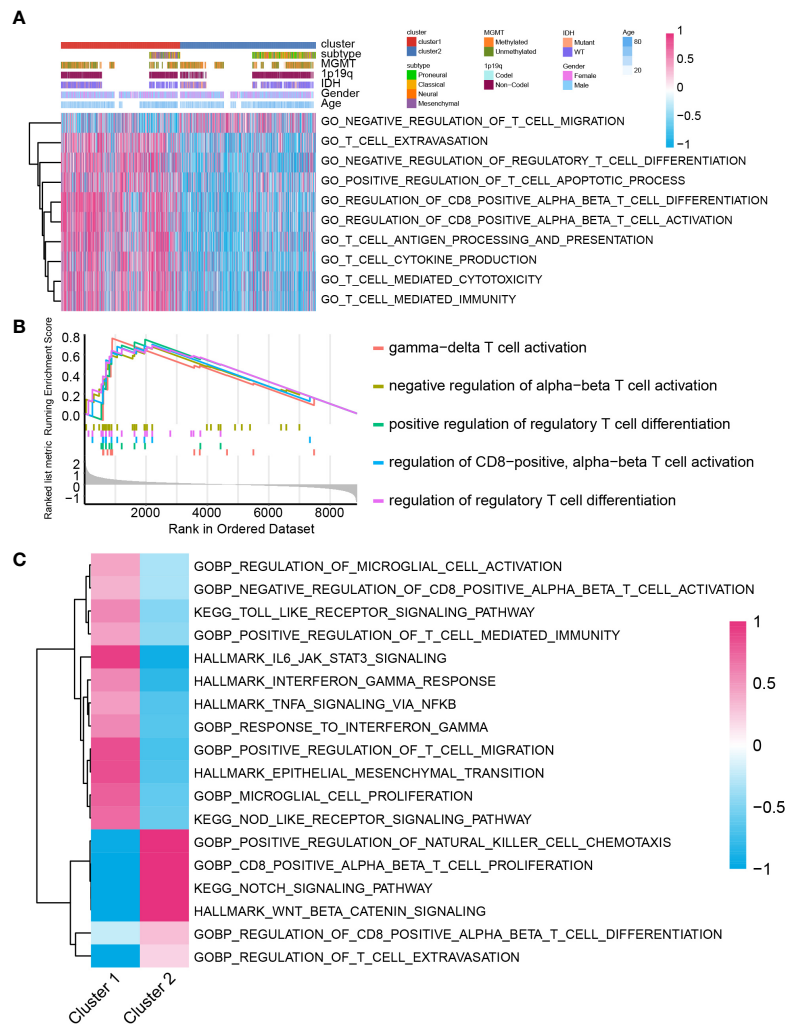 A
cluster
subtype
MGMT
1p19q
IDH
Gender
Age
cluster
cluster1
cluster2
subtype
Proneural
Classical
Neural
Mesenchymal
MGMT
Methylated
Unmethylated
1p19q
Codel
Non-Codel
IDH
Mutant
WT
Gender
Female
Male
Age
80
20
1
0.5
0
−0.5
−1
GO_NEGATIVE_REGULATION_OF_T_CELL_MIGRATION
GO_T_CELL_EXTRAVASATION
GO_NEGATIVE_REGULATION_OF_REGULATORY_T_CELL_DIFFERENTIATION
GO_POSITIVE_REGULATION_OF_T_CELL_APOPTOTIC_PROCESS
GO_REGULATION_OF_CD8_POSITIVE_ALPHA_BETA_T_CELL_DIFFERENTIATION
GO_REGULATION_OF_CD8_POSITIVE_ALPHA_BETA_T_CELL_ACTIVATION
GO_T_CELL_ANTIGEN_PROCESSING_AND_PRESENTATION
GO_T_CELL_CYTOKINE_PRODUCTION
GO_T_CELL_MEDIATED_CYTOTOXICITY
GO_T_CELL_MEDIATED_IMMUNITY
B
Running Enrichment Score
0.8
0.6
0.4
0.2
0.0
Ranked list metric
2
1
0
−1
2000 4000 6000 8000
Rank in Ordered Dataset
gamma−delta T cell activation
negative regulation of alpha−beta T cell activation
positive regulation of regulatory T cell differentiation
regulation of CD8−positive, alpha−beta T cell activation
regulation of regulatory T cell differentiation
C
GOBP_REGULATION_OF_MICROGLIAL_CELL_ACTIVATION
GOBP_NEGATIVE_REGULATION_OF_CD8_POSITIVE_ALPHA_BETA_T_CELL_ACTIVATION
KEGG_TOLL_LIKE_RECEPTOR_SIGNALING_PATHWAY
GOBP_POSITIVE_REGULATION_OF_T_CELL_MEDIATED_IMMUNITY
HALLMARK_IL6_JAK_STAT3_SIGNALING
HALLMARK_INTERFERON_GAMMA_RESPONSE
HALLMARK_TNFA_SIGNALING_VIA_NFKB
GOBP_RESPONSE_TO_INTERFERON_GAMMA
GOBP_POSITIVE_REGULATION_OF_T_CELL_MIGRATION
HALLMARK_EPITHELIAL_MESENCHYMAL_TRANSITION
GOBP_MICROGLIAL_CELL_PROLIFERATION
KEGG_NOD_LIKE_RECEPTOR_SIGNALING_PATHWAY
GOBP_POSITIVE_REGULATION_OF_NATURAL_KILLER_CELL_CHEMOTAXIS
GOBP_CD8_POSITIVE_ALPHA_BETA_T_CELL_PROLIFERATION
KEGG_NOTCH_SIGNALING_PATHWAY
HALLMARK_WNT_BETA_CATENIN_SIGNALING
GOBP_REGULATION_OF_CD8_POSITIVE_ALPHA_BETA_T_CELL_DIFFERENTIATION
GOBP_REGULATION_OF_T_CELL_EXTRAVASATION
Cluster 1
Cluster 2
1
0.5
0
−0.5
−1